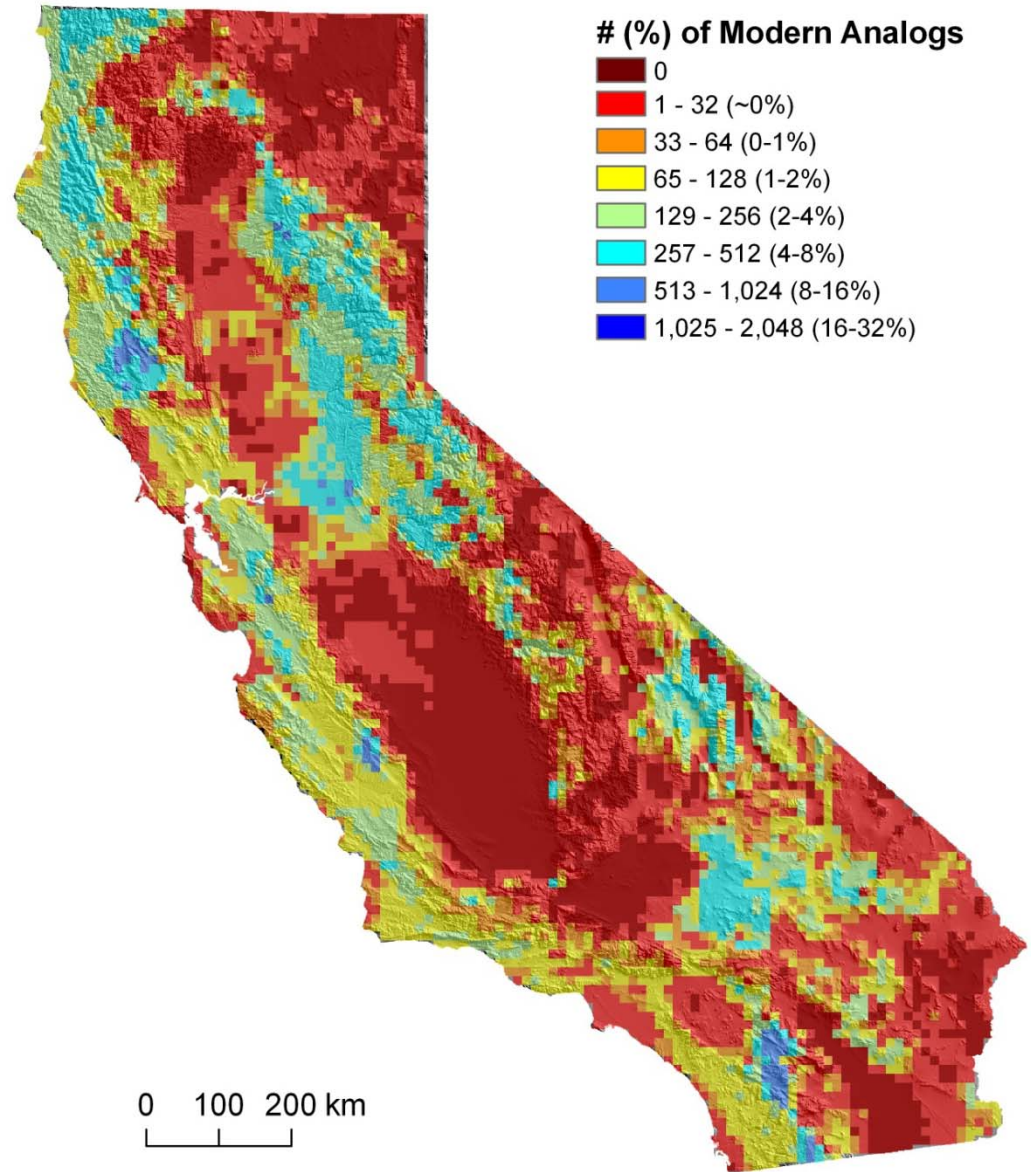 # (%) of Modern Analogs
0
1 - 32 (~0%)
33 - 64 (0-1%)
65 - 128 (1-2%)
129 - 256 (2-4%)
257 - 512 (4-8%)
513 - 1,024 (8-16%)
1,025 - 2,048 (16-32%)
0 100 200 km